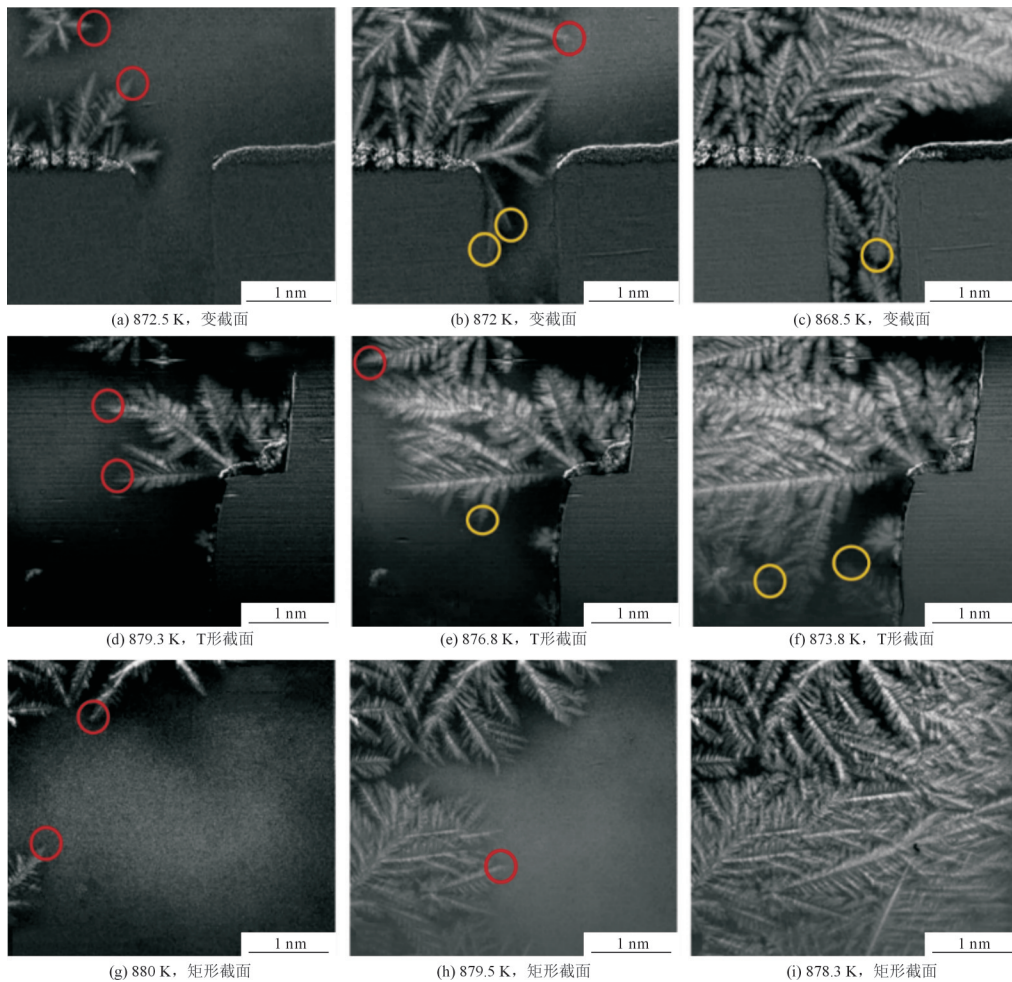 1 nm
1 nm
1 nm
(a) 872.5 K，变截面
(b) 872 K，变截面
(c) 868.5 K，变截面
1 nm
1 nm
1 nm
(d) 879.3 K，T形截面
(e) 876.8 K，T形截面
(f) 873.8 K，T形截面
1 nm
1 nm
1 nm
(g) 880 K，矩形截面
(h) 879.5 K，矩形截面
(i) 878.3 K，矩形截面